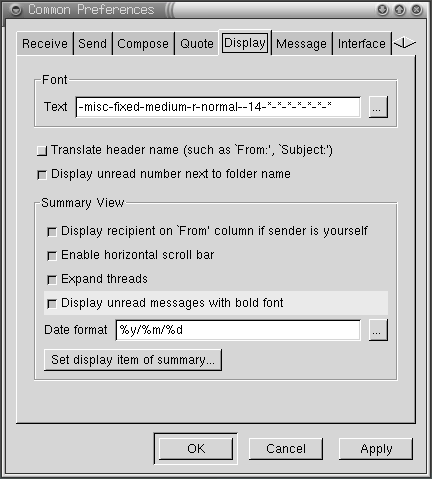 Common Preferences
Receive Send Compose Quote Display Message Interface
Font
Text -misc-fixed-medium-r-normal--14-*-*-*-*-*-*-* ...
Translate header name (such as `From:', `Subject:')
Display unread number next to folder name
Summary View
Display recipient on `From' column if sender is yourself
Enable horizontal scroll bar
Expand threads
Display unread messages with bold font
Date format %y/%m/%d ...
Set display item of summary...
OK Cancel Apply